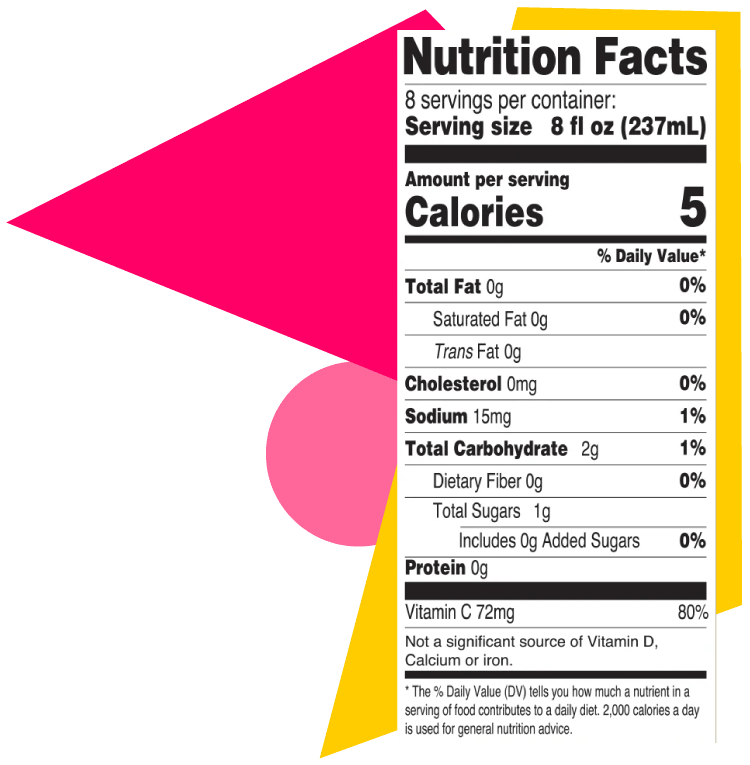 Nutrition Facts
8 servings per container:
Serving size 8 fl oz (237mL)
Amount per serving
Calories 5
% Daily Value*
Total Fat 0g 0%
Saturated Fat 0g 0%
Trans Fat 0g
Cholesterol 0mg 0%
Sodium 15mg 1%
Total Carbohydrate 2g 1%
Dietary Fiber 0g 0%
Total Sugars 1g
Includes 0g Added Sugars 0%
Protein 0g
Vitamin C 72mg 80%
Not a significant source of Vitamin D,
Calcium or iron.
* The % Daily Value (DV) tells you how much a nutrient in a
serving of food contributes to a daily diet. 2,000 calories a day
is used for general nutrition advice.